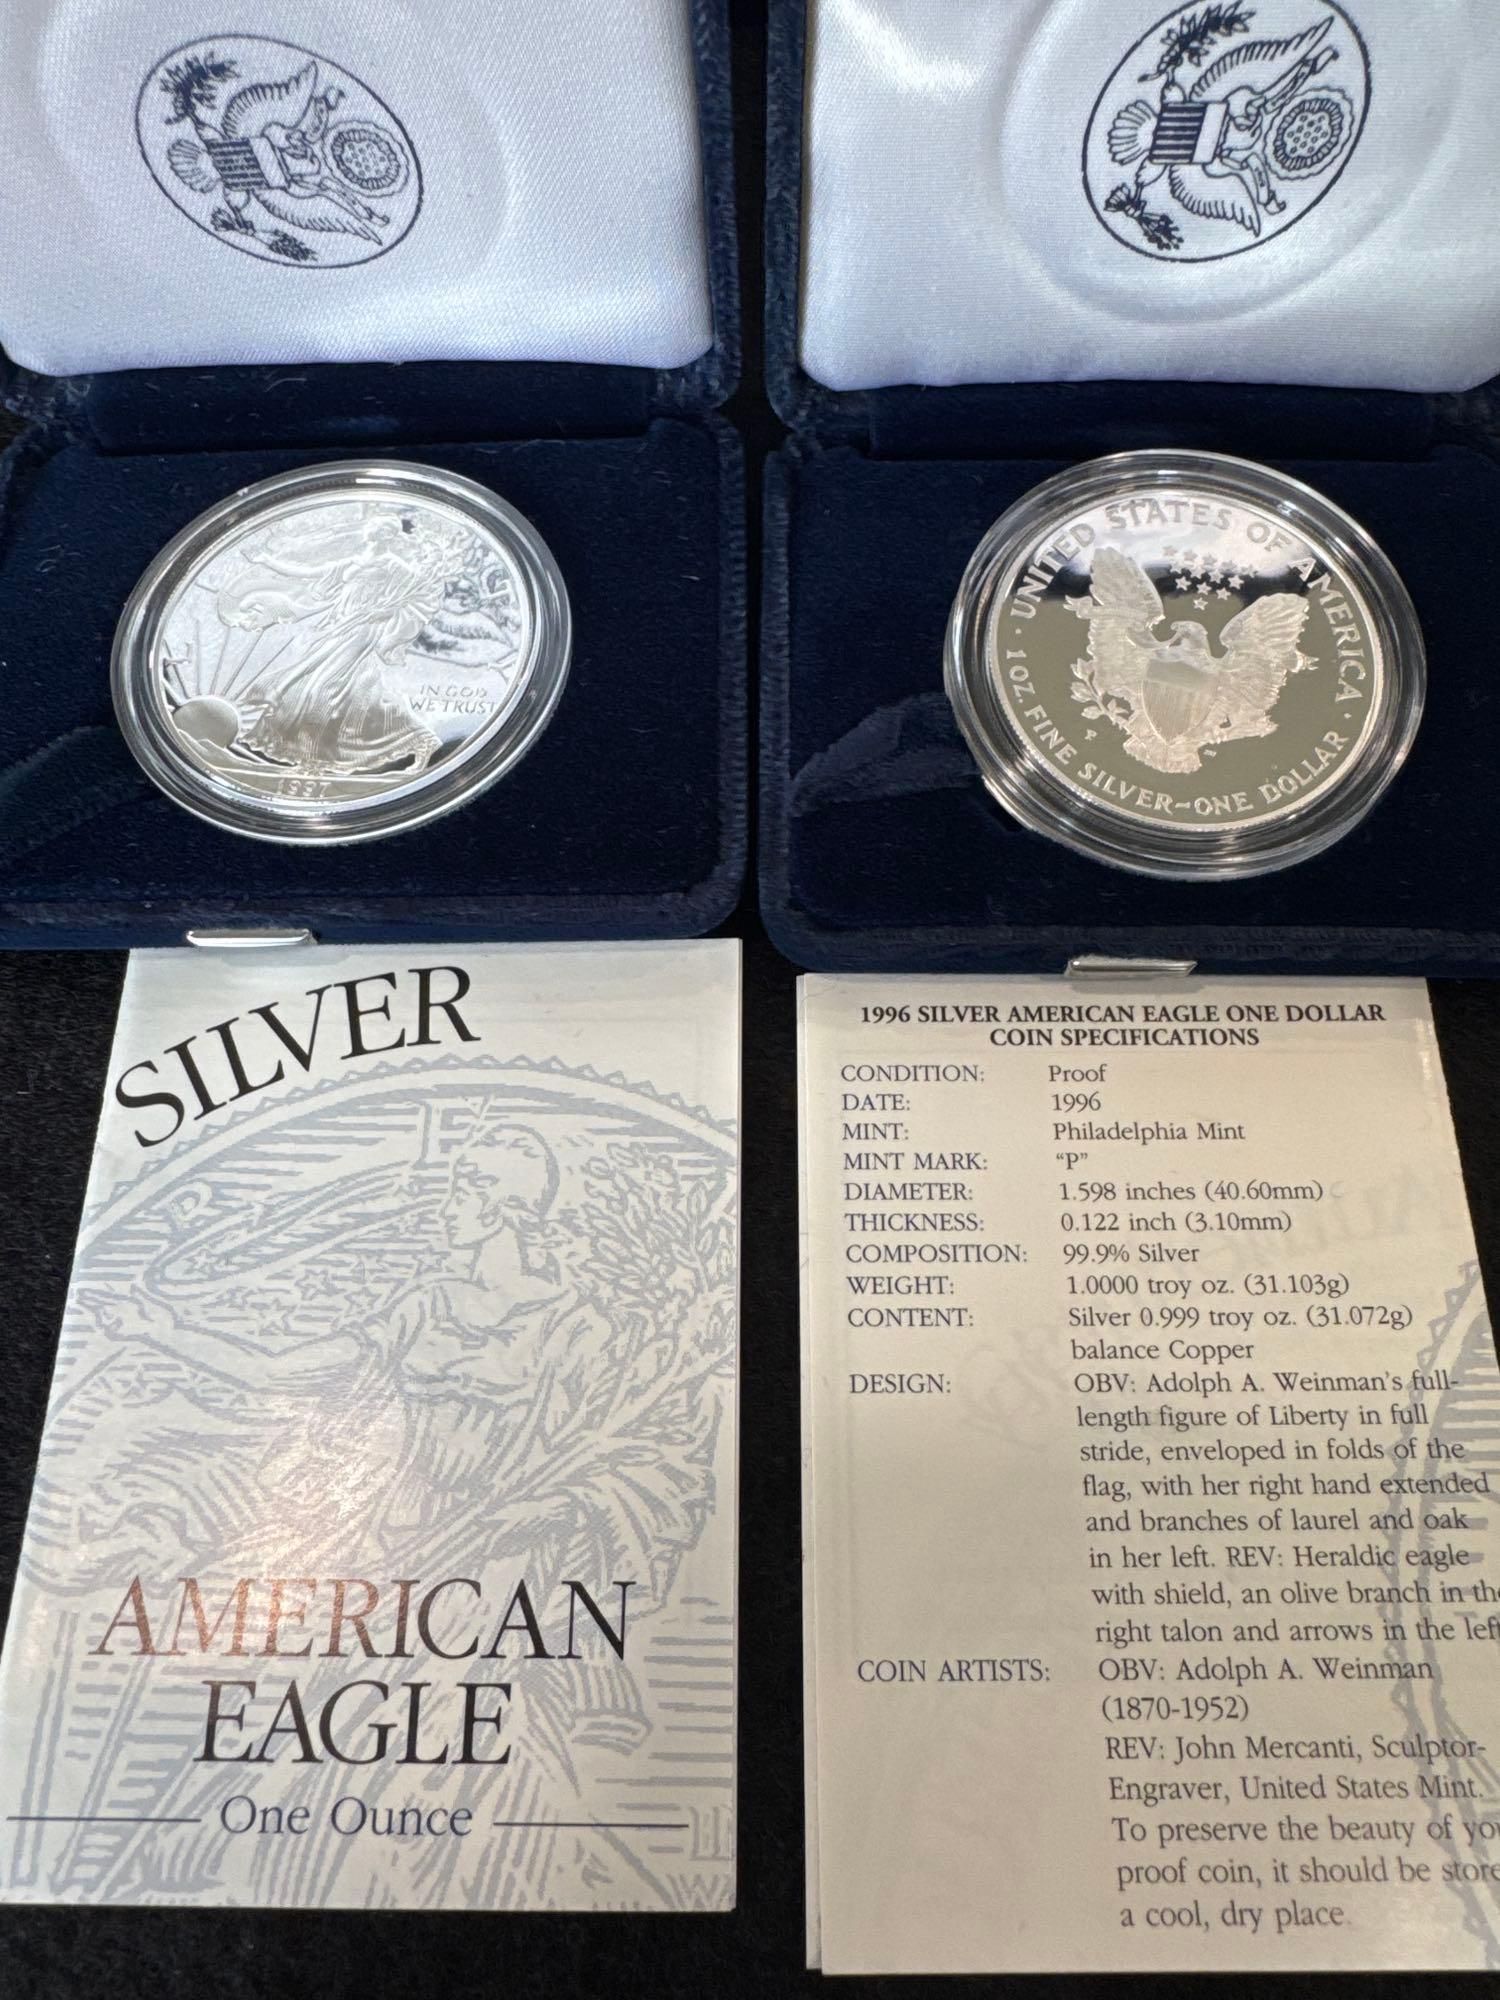 IN GOD
WE TRUST
1997
UNITED STATES OF AMERICA
1 OZ. FINE SILVER~ONE DOLLAR
P
SILVER
AMERICAN
EAGLE
One Ounce
1996 SILVER AMERICAN EAGLE ONE DOLLAR
COIN SPECIFICATIONS
CONDITION: Proof
DATE: 1996
MINT: Philadelphia Mint
MINT MARK: “P”
DIAMETER: 1.598 inches (40.60mm)
THICKNESS: 0.122 inch (3.10mm)
COMPOSITION: 99.9% Silver
WEIGHT: 1.0000 troy oz. (31.103g)
CONTENT: Silver 0.999 troy oz. (31.072g)
balance Copper
DESIGN: OBV: Adolph A. Weinman's full-
length figure of Liberty in full
stride, enveloped in folds of the
flag, with her right hand extended
and branches of laurel and oak
in her left. REV: Heraldic eagle
with shield, an olive branch in the
right talon and arrows in the left
COIN ARTISTS: OBV: Adolph A. Weinman
(1870-1952)
REV: John Mercanti, Sculptor-
Engraver, United States Mint.
To preserve the beauty of you
proof coin, it should be store
a cool, dry place.